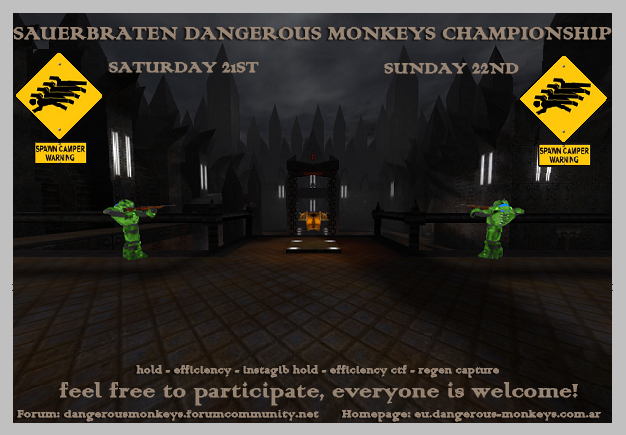 SAUERBRATEN DANGEROUS MONKEYS CHAMPIONSHIP
SATURDAY 21ST
SUNDAY 22ND
SPAWN CAMPER
WARNING
SPAWN CAMPER
WARNING
hold - efficiency - instagib hold - efficiency ctf - regen capture
feel free to participate, everyone is welcome!
Forum: dangerousmonkeys.forumcommunity.net
Homepage: eu.dangerous-monkeys.com.ar